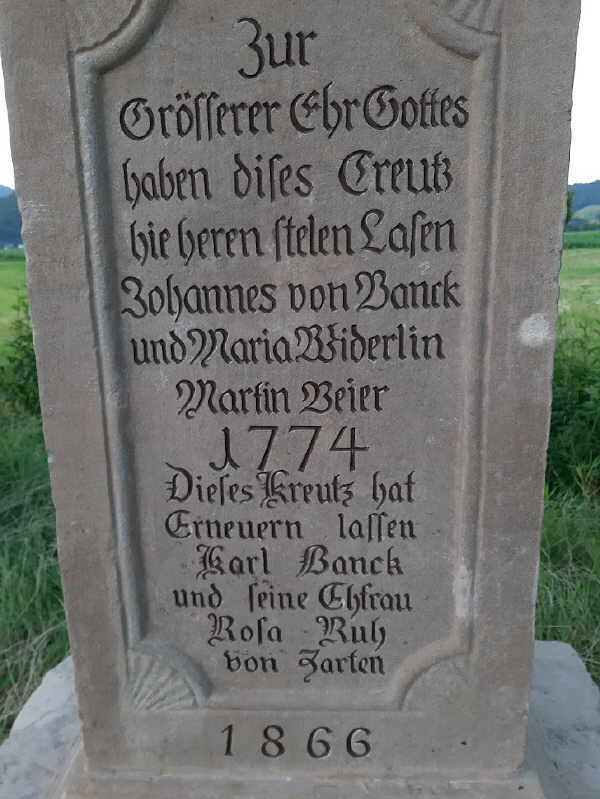 Zur
Grösserer Ehr Gottes
haben dises Creutz
hie heren stelen Lasen
Johannes von Banck
und Maria Widerlin
Martin Beier
1774
Dieses Kreutz hat
Erneuern lassen
Karl Banck
und seine Ehfrau
Rosa Ruh
von Zarten
1866